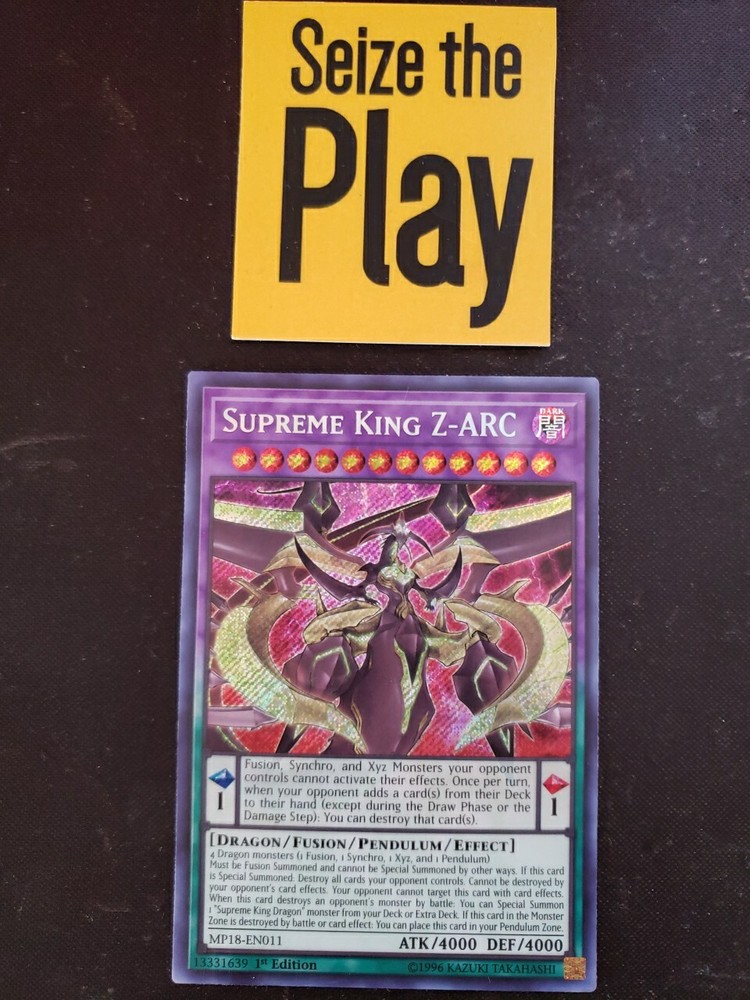 Seize the
Play
SUPREME KING Z-ARC
DARK
闇
Fusion, Synchro, and Xyz Monsters your opponent
controls cannot activate their effects. Once per turn,
when your opponent adds a card(s) from their Deck
to their hand (except during the Draw Phase or the
Damage Step): You can destroy that card(s).
1
1
[DRAGON/FUSION/PENDULUM/EFFECT]
4 Dragon monsters (1 Fusion, 1 Synchro, 1 Xyz, and 1 Pendulum)
Must be Fusion Summoned and cannot be Special Summoned by other ways. If this card
is Special Summoned: Destroy all cards your opponent controls. Cannot be destroyed by
your opponent's card effects. Your opponent cannot target this card with card effects.
When this card destroys an opponent's monster by battle: You can Special Summon
1 "Supreme King Dragon" monster from your Deck or Extra Deck. If this card in the Monster
Zone is destroyed by battle or card effect: You can place this card in your Pendulum Zone.
MP18-EN011
ATK/4000 DEF/4000
13331639 1st Edition
©1996 KAZUKI TAKAHASHI